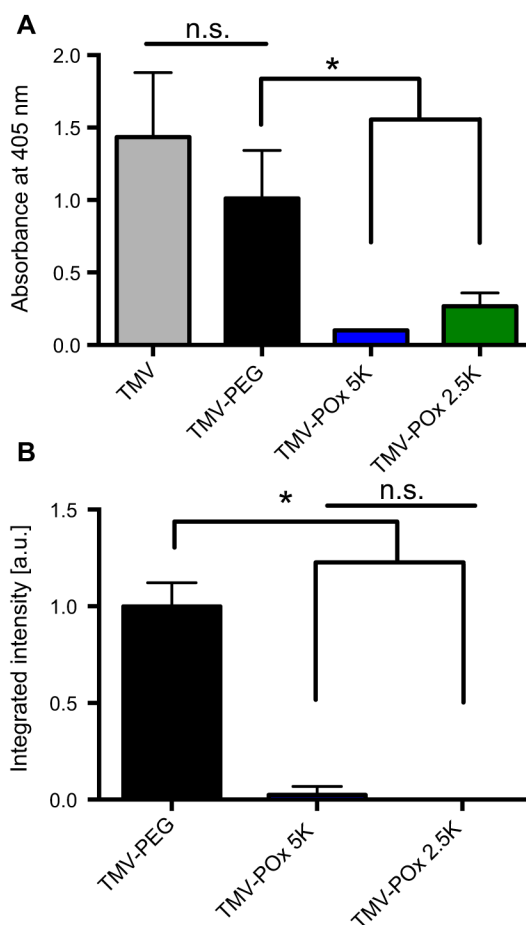 A
n.s.
*
Absorbance at 405 nm
2.0
1.5
1.0
0.5
0.0
TMV
TMV-PEG
TMV-POx 5K
TMV-POx 2.5K
B
n.s.
*
Integrated intensity [a.u.]
1.5
1.0
0.5
0.0
TMV-PEG
TMV-POx 5K
TMV-POx 2.5K